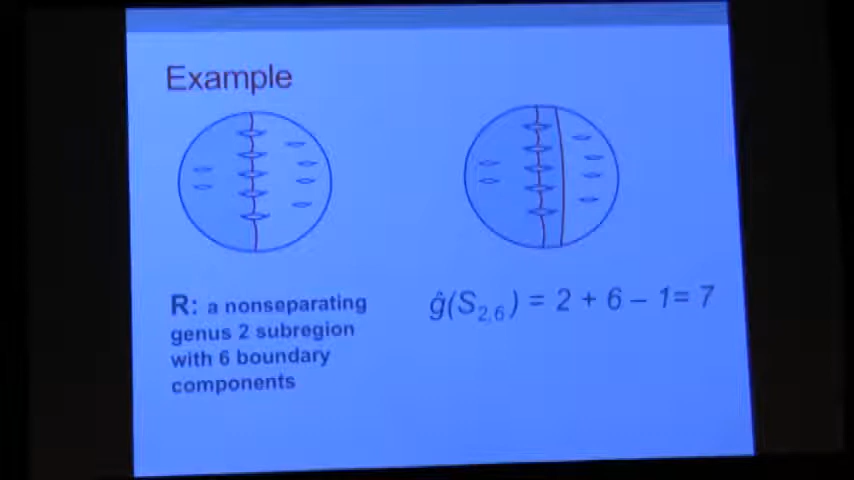 Example
R: a nonseparating
genus 2 subregion
with 6 boundary
components
ĝ(S2,6) = 2 + 6 – 1= 7